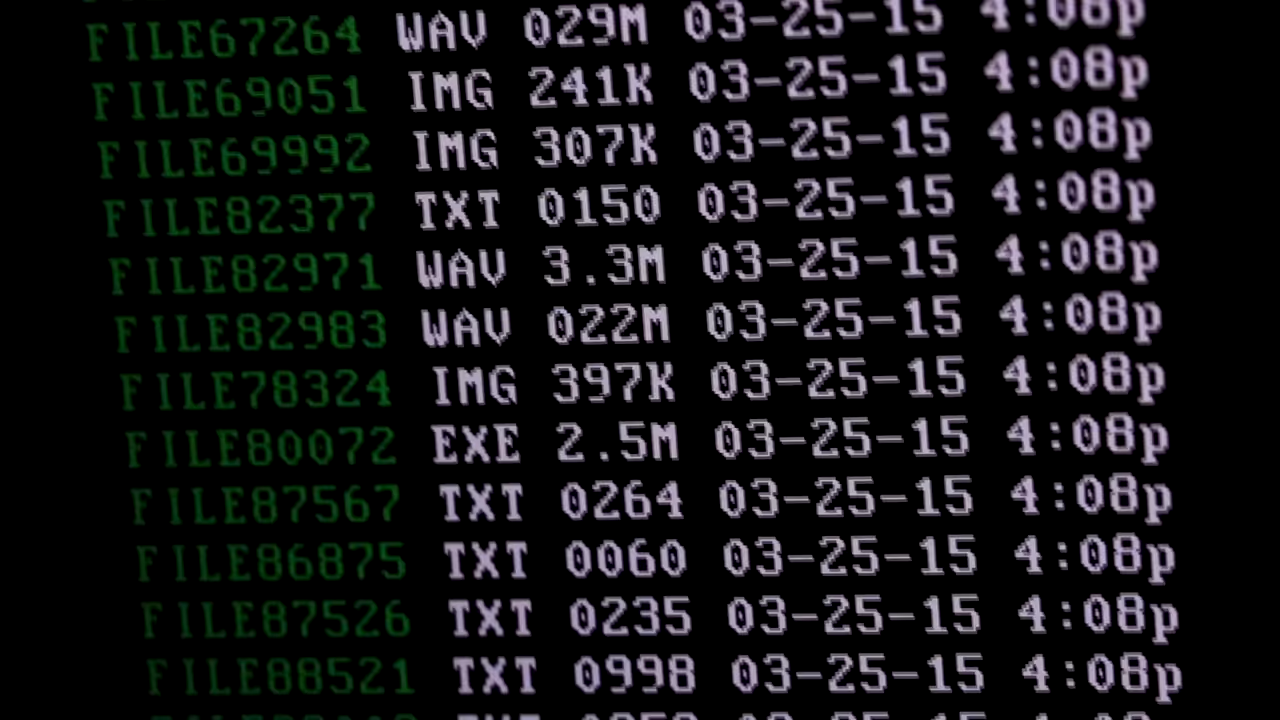 FILE67264 WAV 029M 03-25-15 4:08p
FILE69051 IMG 241K 03-25-15 4:08p
FILE69992 IMG 307K 03-25-15 4:08p
FILE82377 TXT 0150 03-25-15 4:08p
FILE82971 WAV 3.3M 03-25-15 4:08p
FILE82983 WAV 022M 03-25-15 4:08p
FILE78324 IMG 397K 03-25-15 4:08p
FILE80072 EXE 2.5M 03-25-15 4:08p
FILE87567 TXT 0264 03-25-15 4:08p
FILE86875 TXT 0060 03-25-15 4:08p
FILE87526 TXT 0235 03-25-15 4:08p
FILE88521 TXT 0998 03-25-15 4:08p